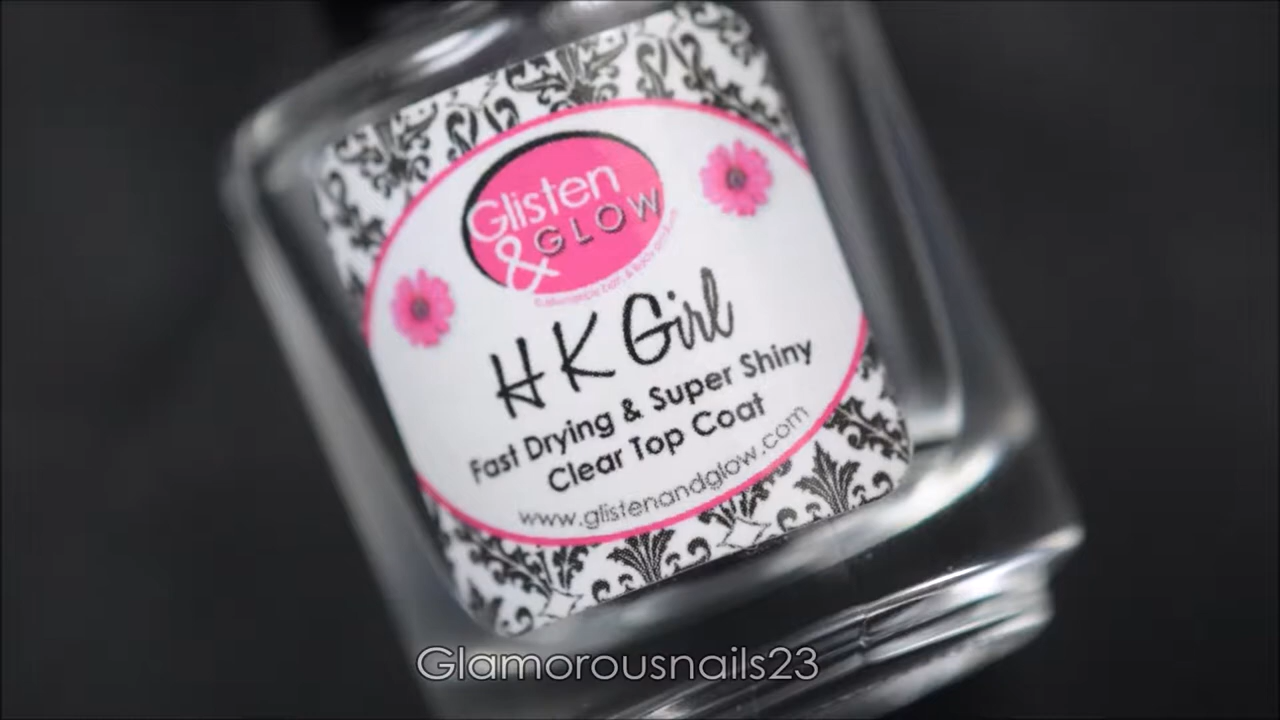 Glisten
& GLOW
HK Girl
Fast Drying & Super Shiny
Clear Top Coat
www.glistenandglow.com
Glamorousnails23